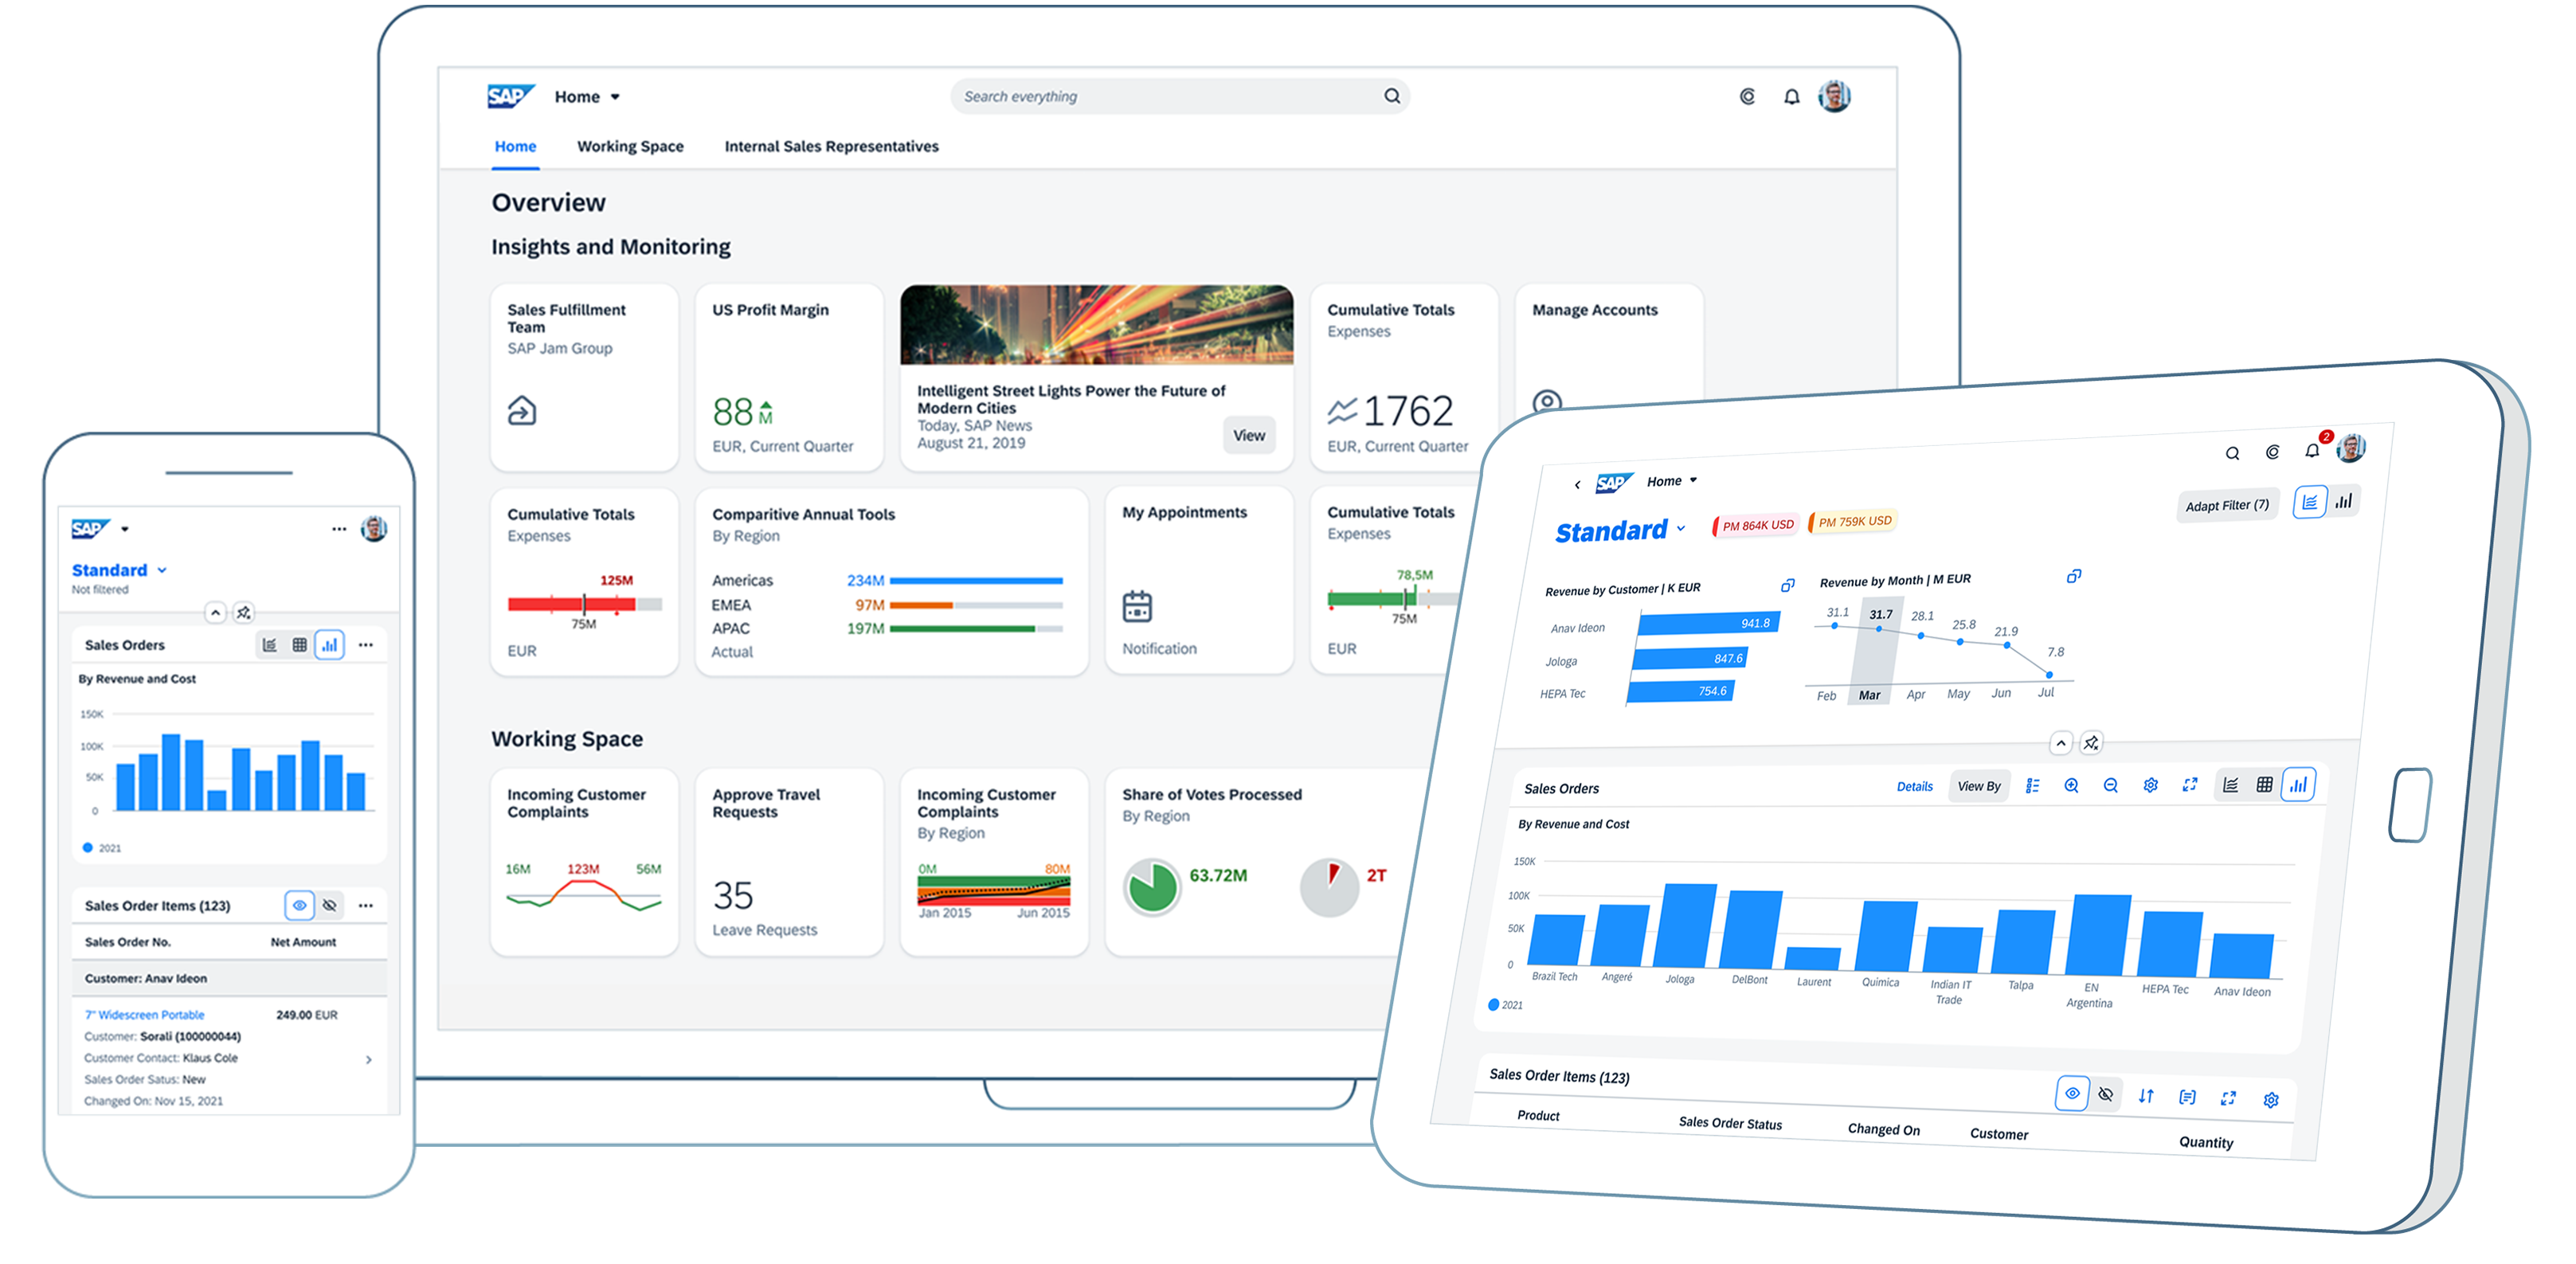 SAP Home
Search everything
Home Working Space Internal Sales Representatives
Overview
Insights and Monitoring
Sales Fulfillment
Team
SAP Jam Group
US Profit Margin
88 M
EUR, Current Quarter
Intelligent Street Lights Power the Future of
Modern Cities
Today, SAP News
August 21, 2019
View
Cumulative Totals
Expenses
1762
EUR, Current Quarter
Manage Accounts
Cumulative Totals
Expenses
125M
75M
EUR
Comparitive Annual Tools
By Region
Americas 234M
EMEA 97M
APAC 197M
Actual
My Appointments
Notification
Cumulative Totals
Expenses
78,5M
75M
EUR
Working Space
Incoming Customer
Complaints
16M 123M 56M
Approve Travel
Requests
35
Leave Requests
Incoming Customer
Complaints
By Region
0M 80M
Jan 2015 Jun 2015
Share of Votes Processed
By Region
63.72M
2T
SAP
Standard
Not filtered
Sales Orders
By Revenue and Cost
150K
100K
50K
0
2021
Sales Order Items (123)
Sales Order No. Net Amount
Customer: Anav Ideon
7" Widescreen Portable 249.00 EUR
Customer: Sorali (100000044)
Customer Contact: Klaus Cole
Sales Order Satus: New
Changed On: Nov 15, 2021
SAP Home
2
Standard PM 864K USD PM 759K USD
Adapt Filter (7)
Revenue by Customer | K EUR
Anav Ideon 941.8
Jologa 847.6
HEPA Tec 754.6
Revenue by Month | M EUR
31.1 31.7 28.1 25.8 21.9 7.8
Feb Mar Apr May Jun Jul
Sales Orders Details View By
By Revenue and Cost
150K
100K
50K
0
Brazil Tech Angeré Jologa DelBont Laurent Quimica Indian IT Talpa EN HEPA Tec Anav Ideon
Trade Argentina
2021
Sales Order Items (123)
Product Sales Order Status Changed On Customer Quantity